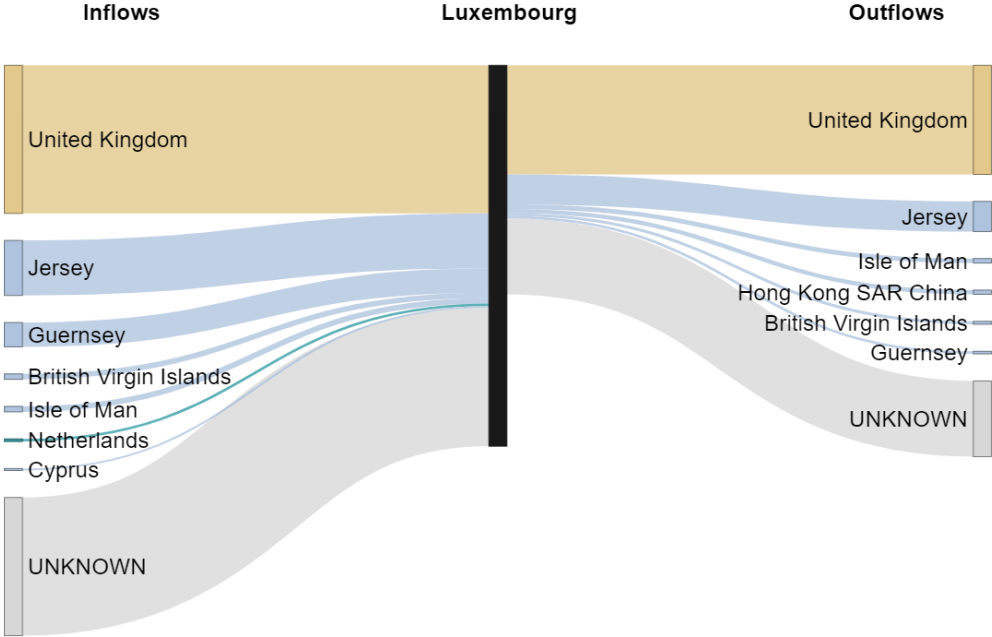 Inflows
Luxembourg
Outflows
United Kingdom
Jersey
Guernsey
British Virgin Islands
Isle of Man
Netherlands
Cyprus
UNKNOWN
United Kingdom
Jersey
Isle of Man
Hong Kong SAR China
British Virgin Islands
Guernsey
UNKNOWN